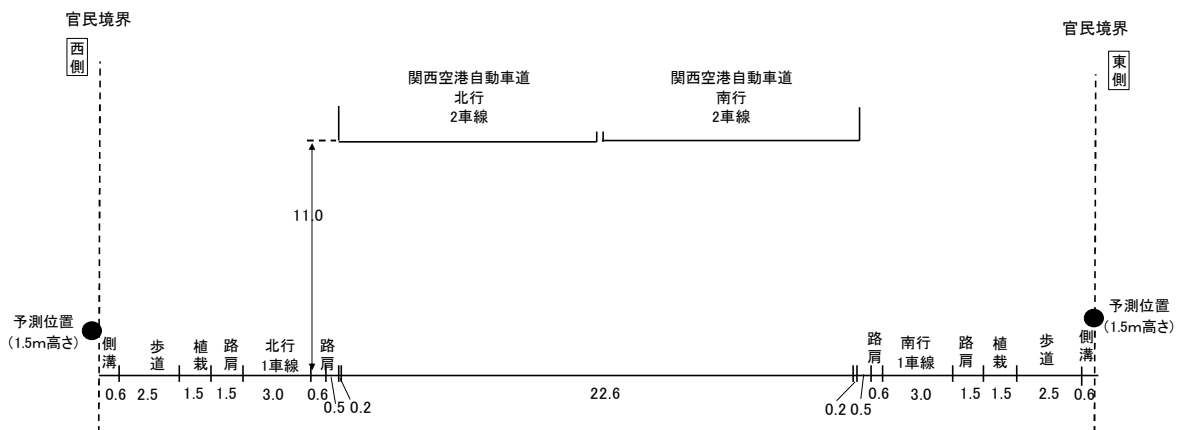 官民境界
西側
官民境界
東側
関西空港自動車道
北行
2車線
関西空港自動車道
南行
2車線
11.0
予測位置
(1.5m高さ)
予測位置
(1.5m高さ)
側溝
歩道
植栽
路肩
北行
1車線
路肩
路肩
南行
1車線
路肩
植栽
歩道
側溝
0.6 2.5 1.5 1.5 3.0 0.6 0.5 0.2 22.6 0.2 0.5 0.6 3.0 1.5 1.5 2.5 0.6